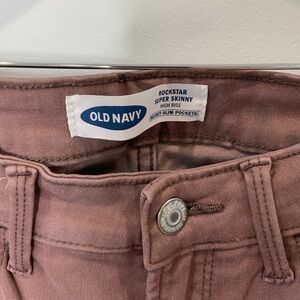 OLD NAVY
ROCKSTAR
SUPER SKINNY
HIGH RISE
SECRET-SLIM POCKETS